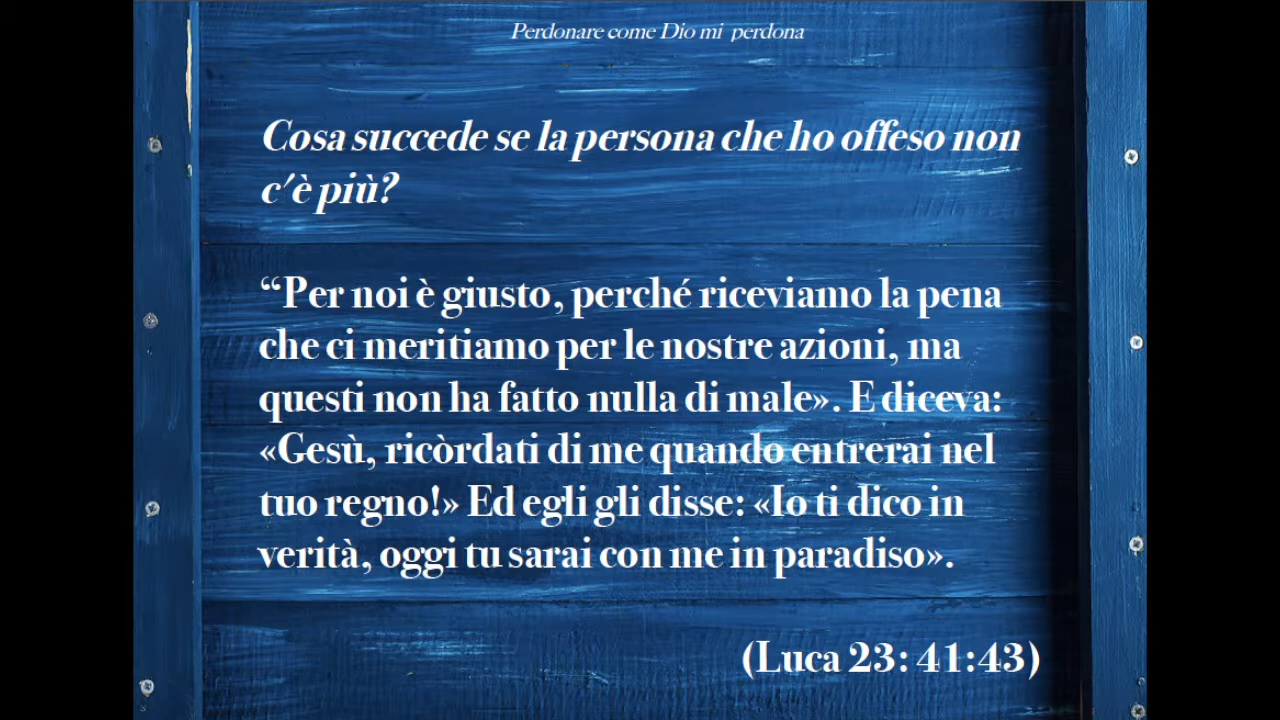 Perdonare come Dio mi perdona
Cosa succede se la persona che ho offeso non
c'è più?
“Per noi è giusto, perché riceviamo la pena
che ci meritiamo per le nostre azioni, ma
questi non ha fatto nulla di male». E diceva:
«Gesù, ricòrdati di me quando entrerai nel
tuo regno!» Ed egli gli disse: «Io ti dico in
verità, oggi tu sarai con me in paradiso».
(Luca 23: 41:43)